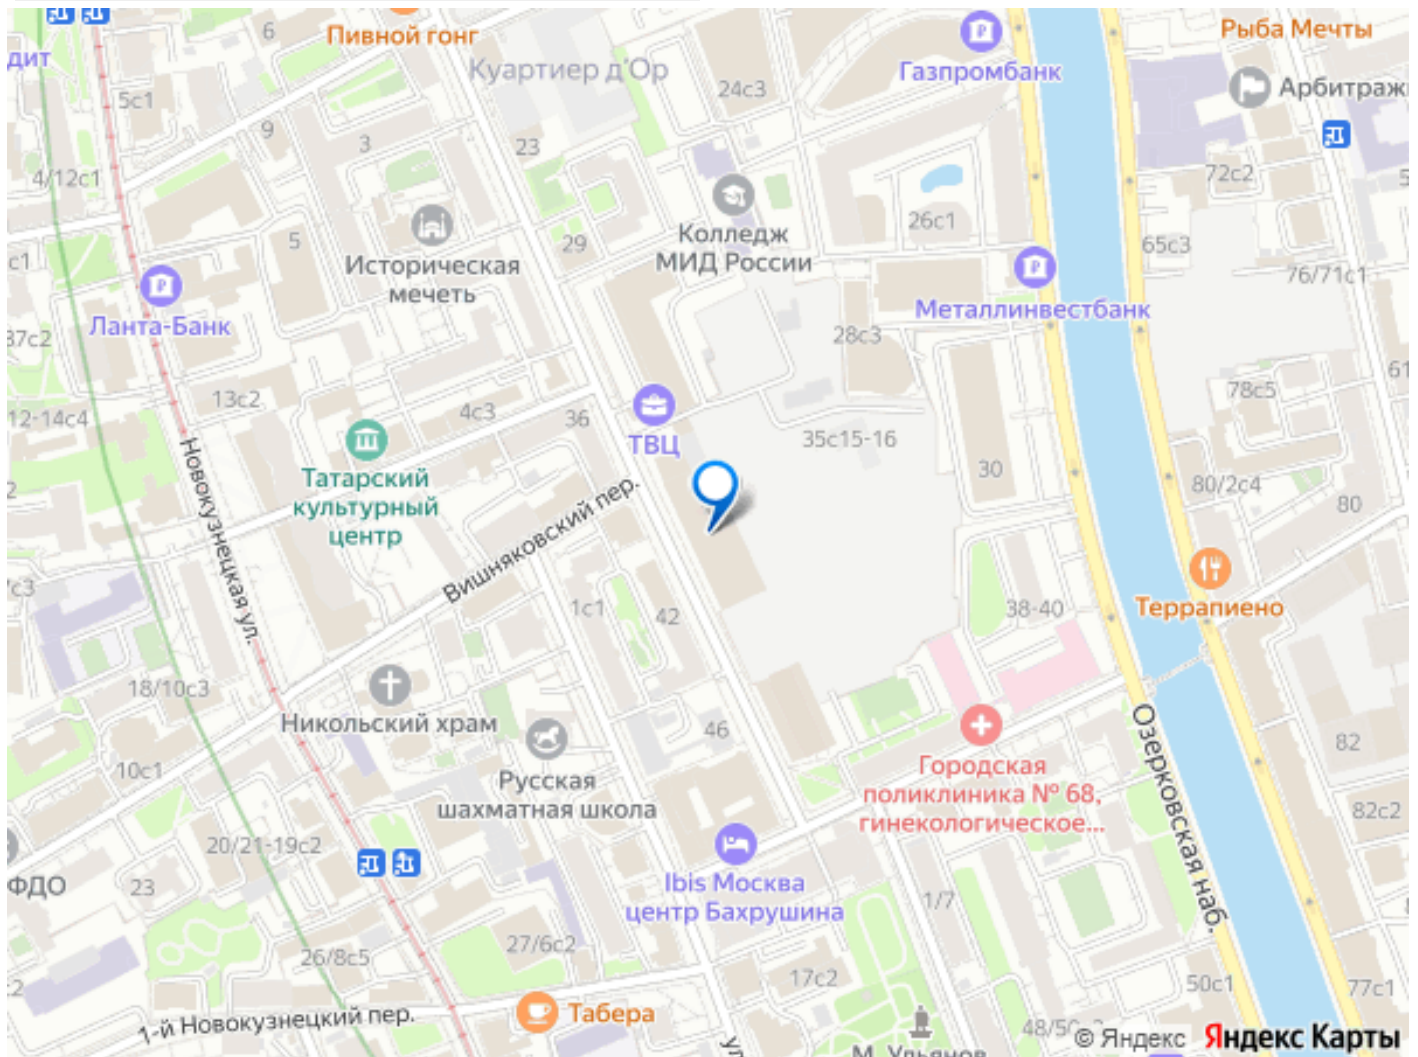 6
Пивной гонг
дит
5с1
Куартиер д'Ор
24с3
Газпромбанк
Рыба Мечты
Арбитраж
9
3
23
4/12с1
72с2
5
Колледж
МИД России
26с1
65с3
5
29
Историческая
мечеть
с1
76/71с1
Ланта-Банк
Металлинвестбанк
37с2
28с3
61
78с5
13с2
4с3
36
12-14с4
ТВЦ
35с15-16
30
Татарский
культурный
центр
80/2с4
80
2
Новокузнецкая ул.
Вишняковский пер.
7с3
1с1
42
38-40
Террапиено
18/10с3
Никольский храм
46
Озерковская наб.
82
10с1
Русская
шахматная школа
Городская
поликлиника № 68,
гинекологическое...
82с2
20/21-19с2
ФДО
23
Ibis Москва
центр Бахрушина
1/7
27/6с2
26/8с5
2
17с2
50с1
77с1
1-й Новокузнецкий пер.
Табера
ул
М. Ульянов
© Яндекс Яндекс Карты